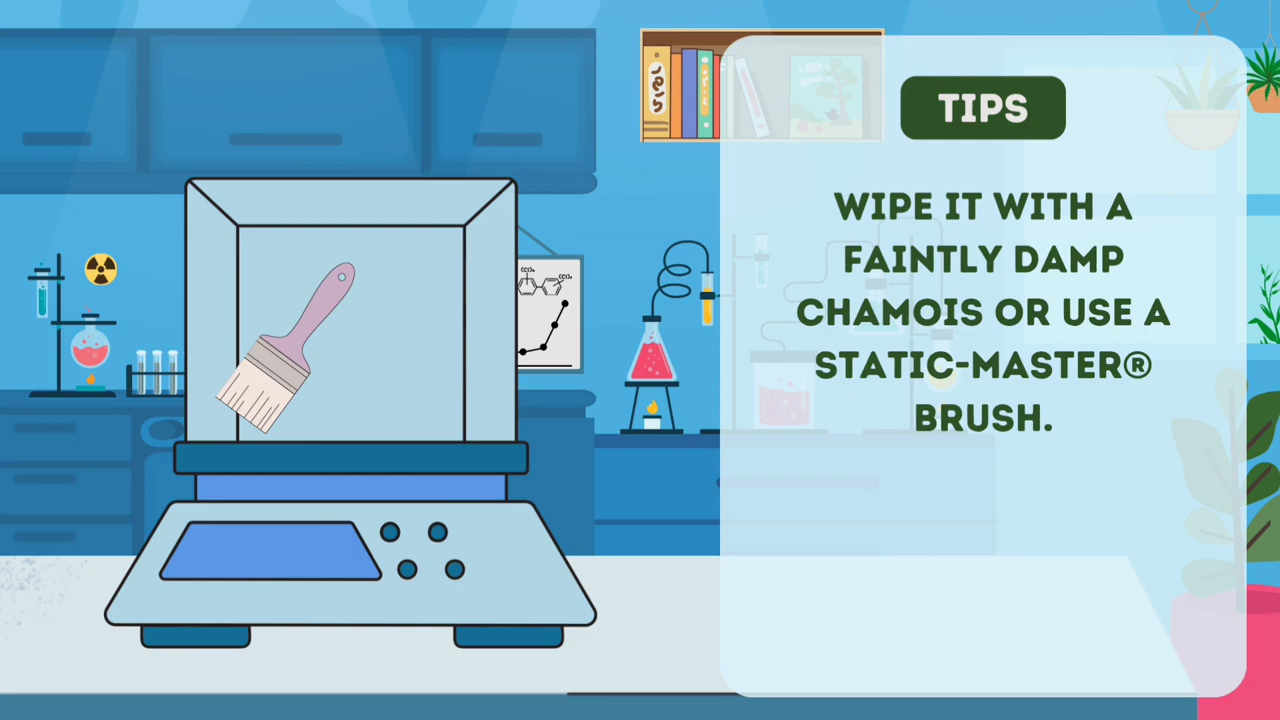 TIPS
WIPE IT WITH A
FAINTLY DAMP
CHAMOIS OR USE A
STATIC-MASTER®
BRUSH.